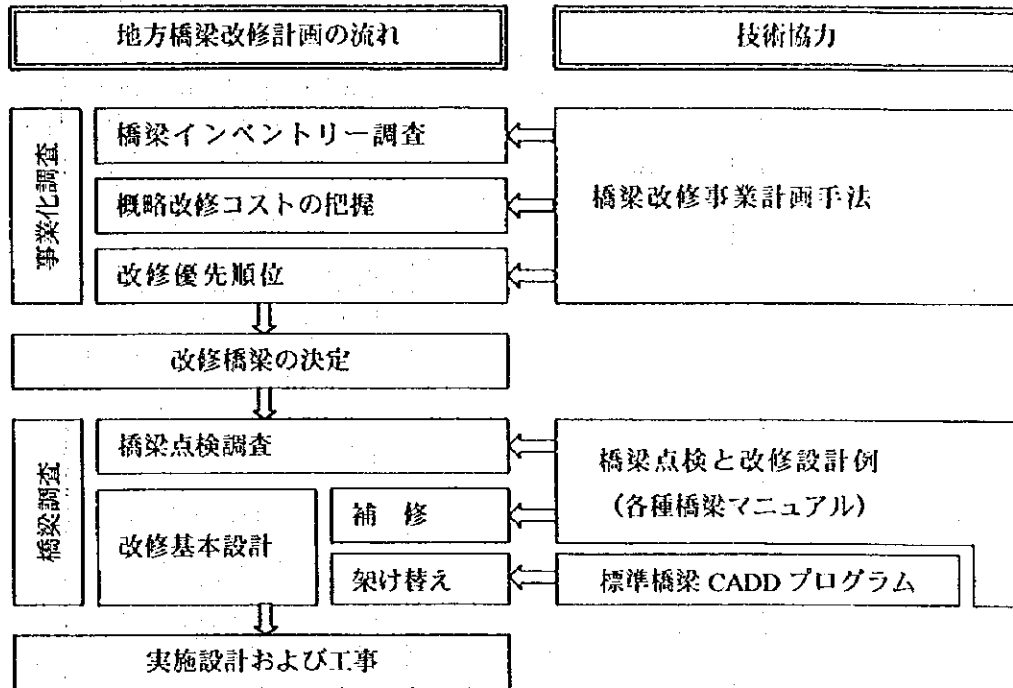 地方橋梁改修計画の流れ
技術協力
事業化調査
橋梁インベントリー調査
概略改修コストの把握
改修優先順位
橋梁改修事業計画手法
改修橋梁の決定
橋梁調査
橋梁点検調査
改修基本設計
補 修
架け替え
橋梁点検と改修設計例
(各種橋梁マニュアル)
標準橋梁 CADD プログラム
実施設計および工事